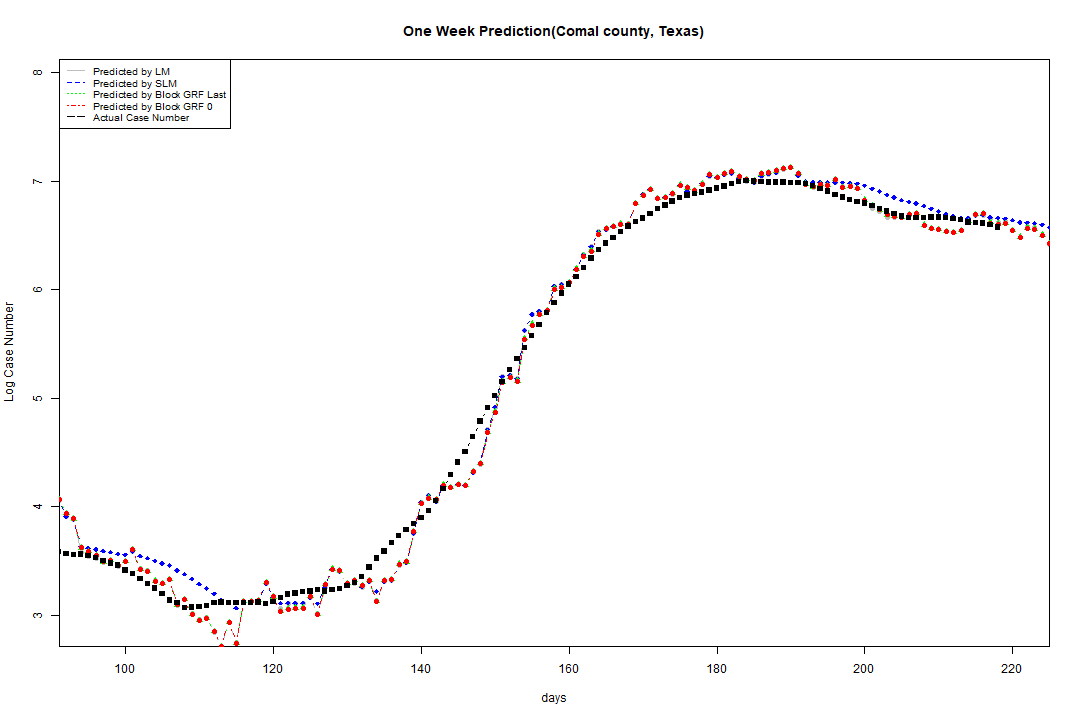 One Week Prediction(Comal county, Texas)
Predicted by LM
Predicted by SLM
Predicted by Block GRF Last
Predicted by Block GRF 0
Actual Case Number
8
7
6
5
4
3
Log Case Number
100 120 140 160 180 200 220
days